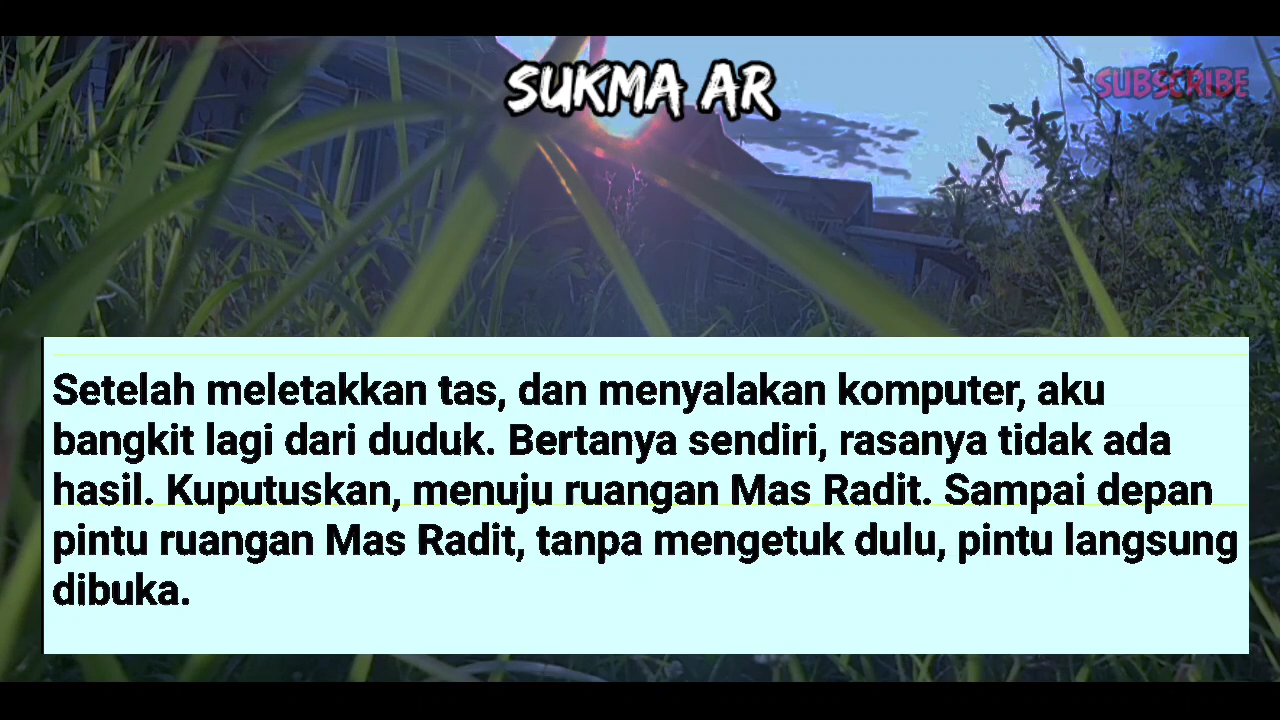 SUKMA AR
SUBSCRIBE
Setelah meletakkan tas, dan menyalakan komputer, aku
bangkit lagi dari duduk. Bertanya sendiri, rasanya tidak ada
hasil. Kuputuskan, menuju ruangan Mas Radit. Sampai depan
pintu ruangan Mas Radit, tanpa mengetuk dulu, pintu langsung
dibuka.